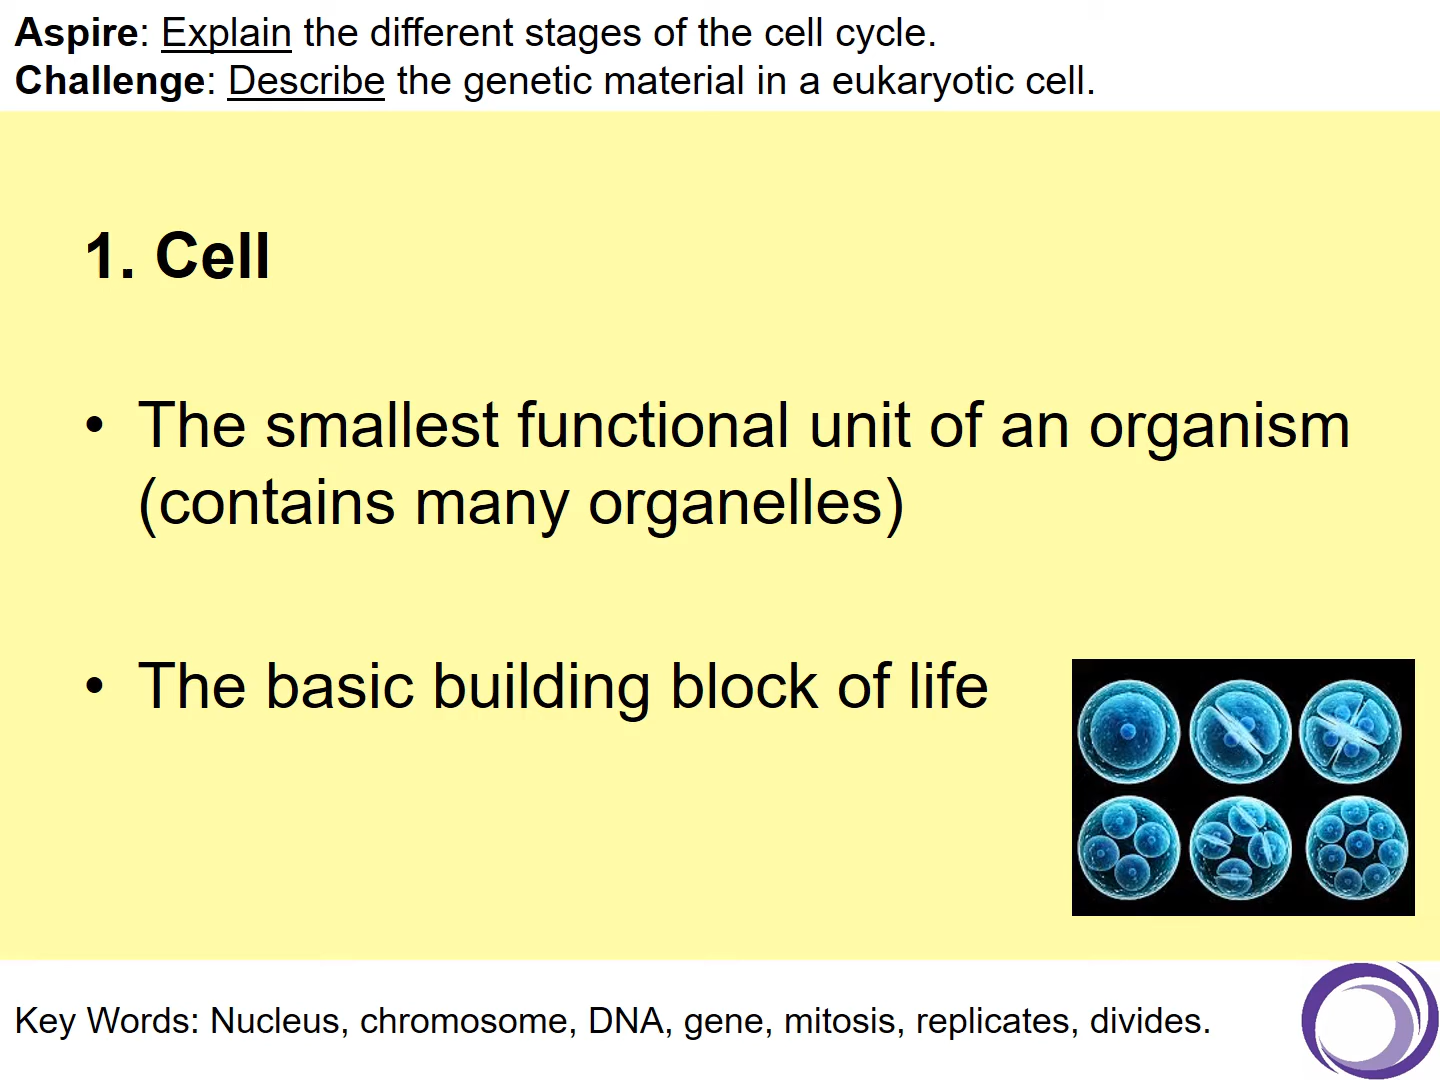 Aspire: Explain the different stages of the cell cycle.
Challenge: Describe the genetic material in a eukaryotic cell.
1. Cell
• The smallest functional unit of an organism
(contains many organelles)
• The basic building block of life
Key Words: Nucleus, chromosome, DNA, gene, mitosis, replicates, divides.